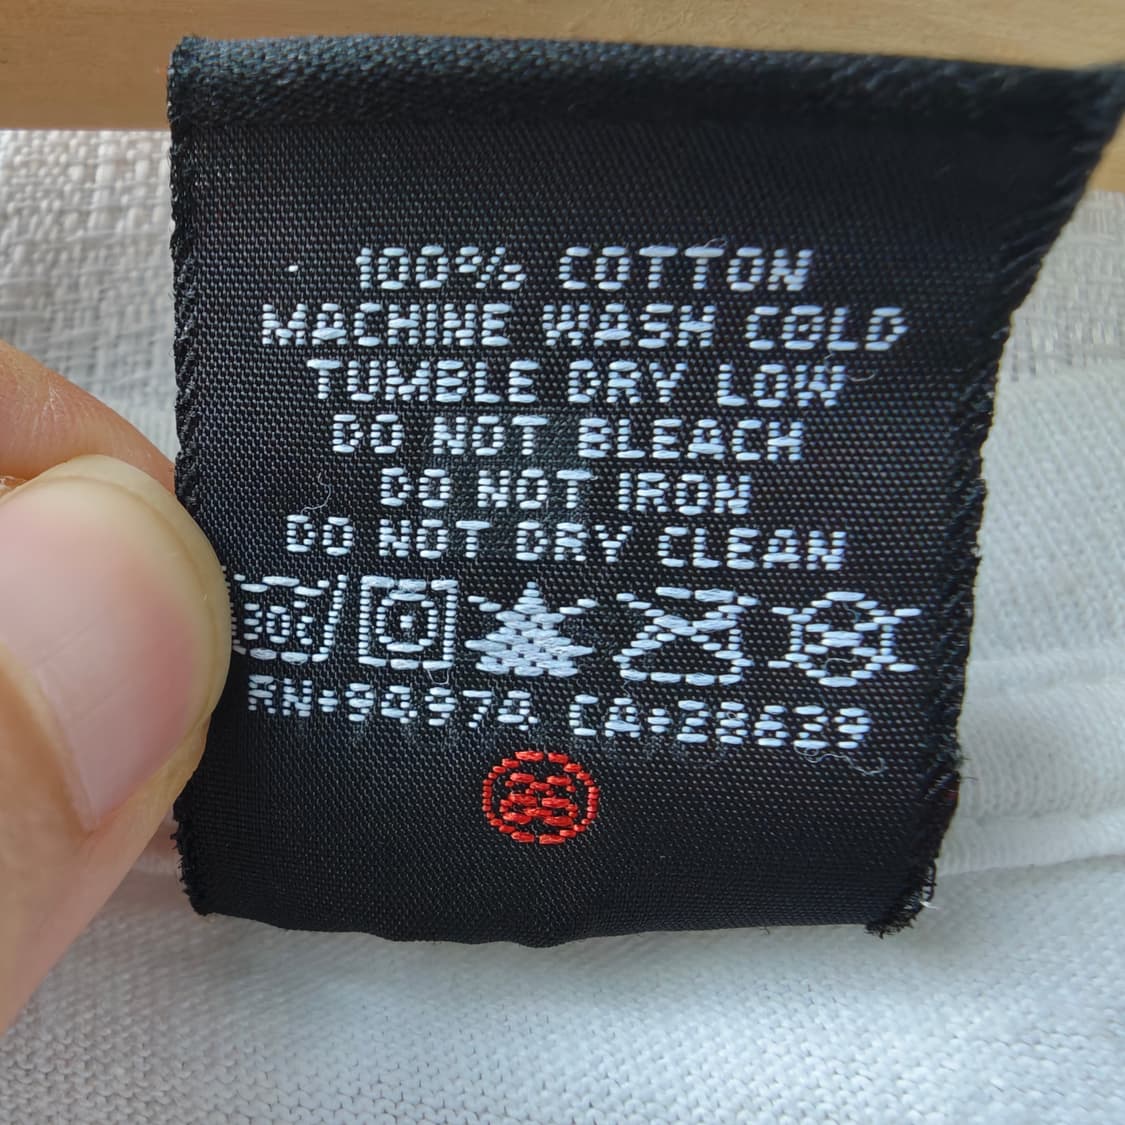 100% COTTON
MACHINE WASH COLD
TUMBLE DRY LOW
DO NOT BLEACH
DO NOT IRON
DO NOT DRY CLEAN
RN:94974 CA:28629